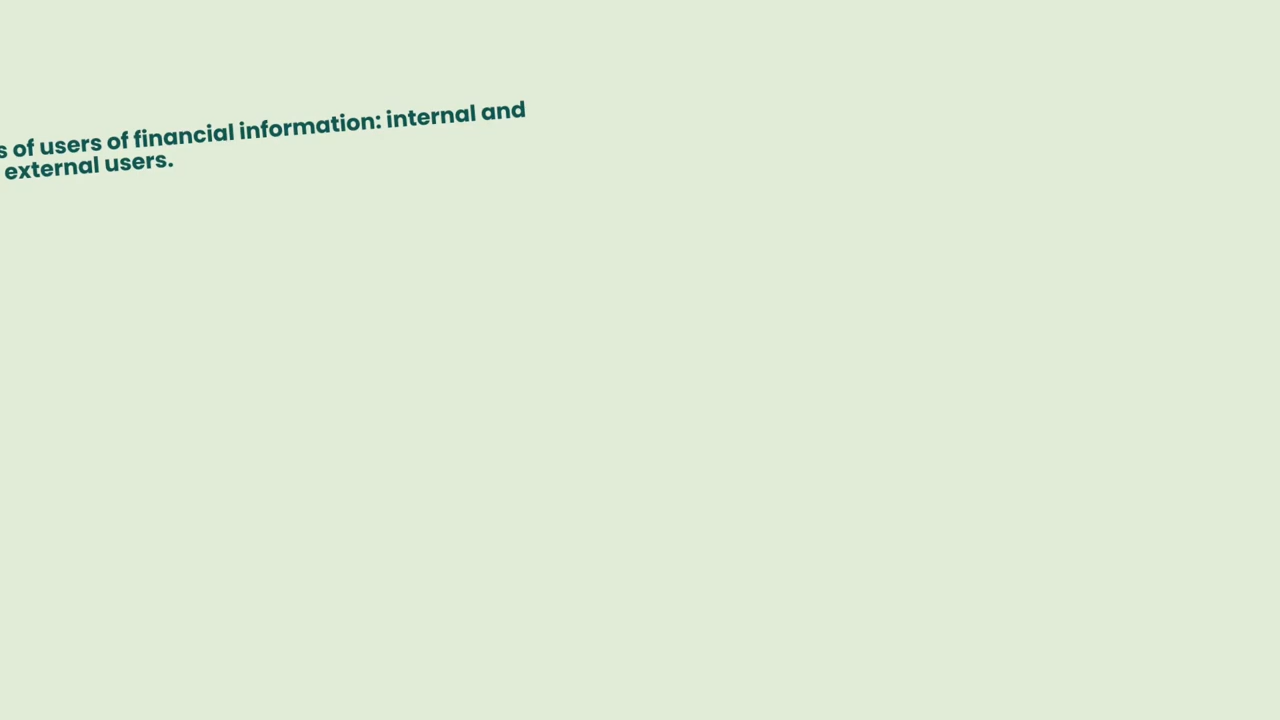 of users of financial information: internal and
external users.